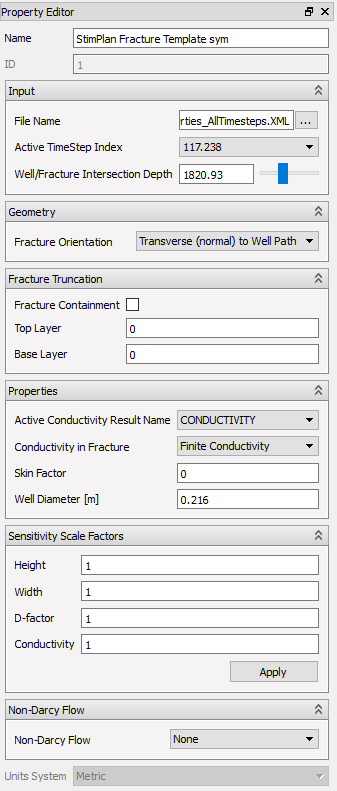 Property Editor
Name StimPlan Fracture Template sym
ID 1
Input
File Name rties_AllTimesteps.XML ...
Active TimeStep Index 117.238
Well/Fracture Intersection Depth 1820.93
Geometry
Fracture Orientation Transverse (normal) to Well Path
Fracture Truncation
Fracture Containment
Top Layer 0
Base Layer 0
Properties
Active Conductivity Result Name CONDUCTIVITY
Conductivity in Fracture Finite Conductivity
Skin Factor 0
Well Diameter [m] 0.216
Sensitivity Scale Factors
Height 1
Width 1
D-factor 1
Conductivity 1
Apply
Non-Darcy Flow
Non-Darcy Flow None
Units System Metric